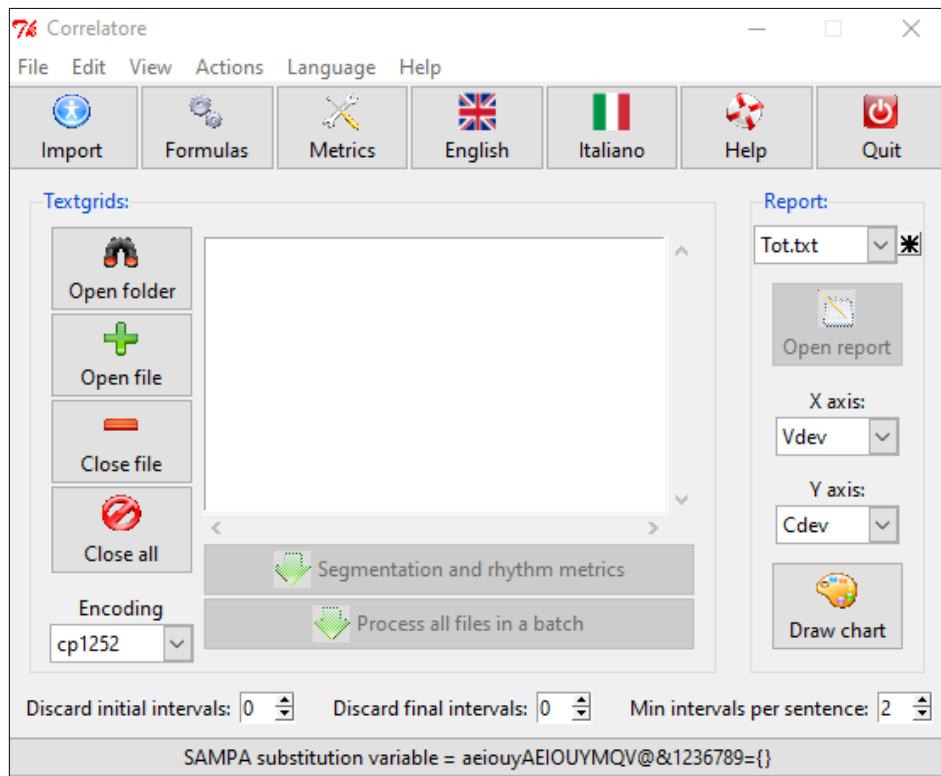 Correlatore
File Edit View Actions Language Help
Import Formulas Metrics English Italiano Help Quit
Textgrids:
Open folder
Open file
Close file
Close all
Encoding
cp1252
Segmentation and rhythm metrics
Process all files in a batch
Report:
Tot.txt
Open report
X axis:
Vdev
Y axis:
Cdev
Draw chart
Discard initial intervals: 0 Discard final intervals: 0 Min intervals per sentence: 2
SAMPA substitution variable = aeiouyAEIOUYMQV@&1236789={}